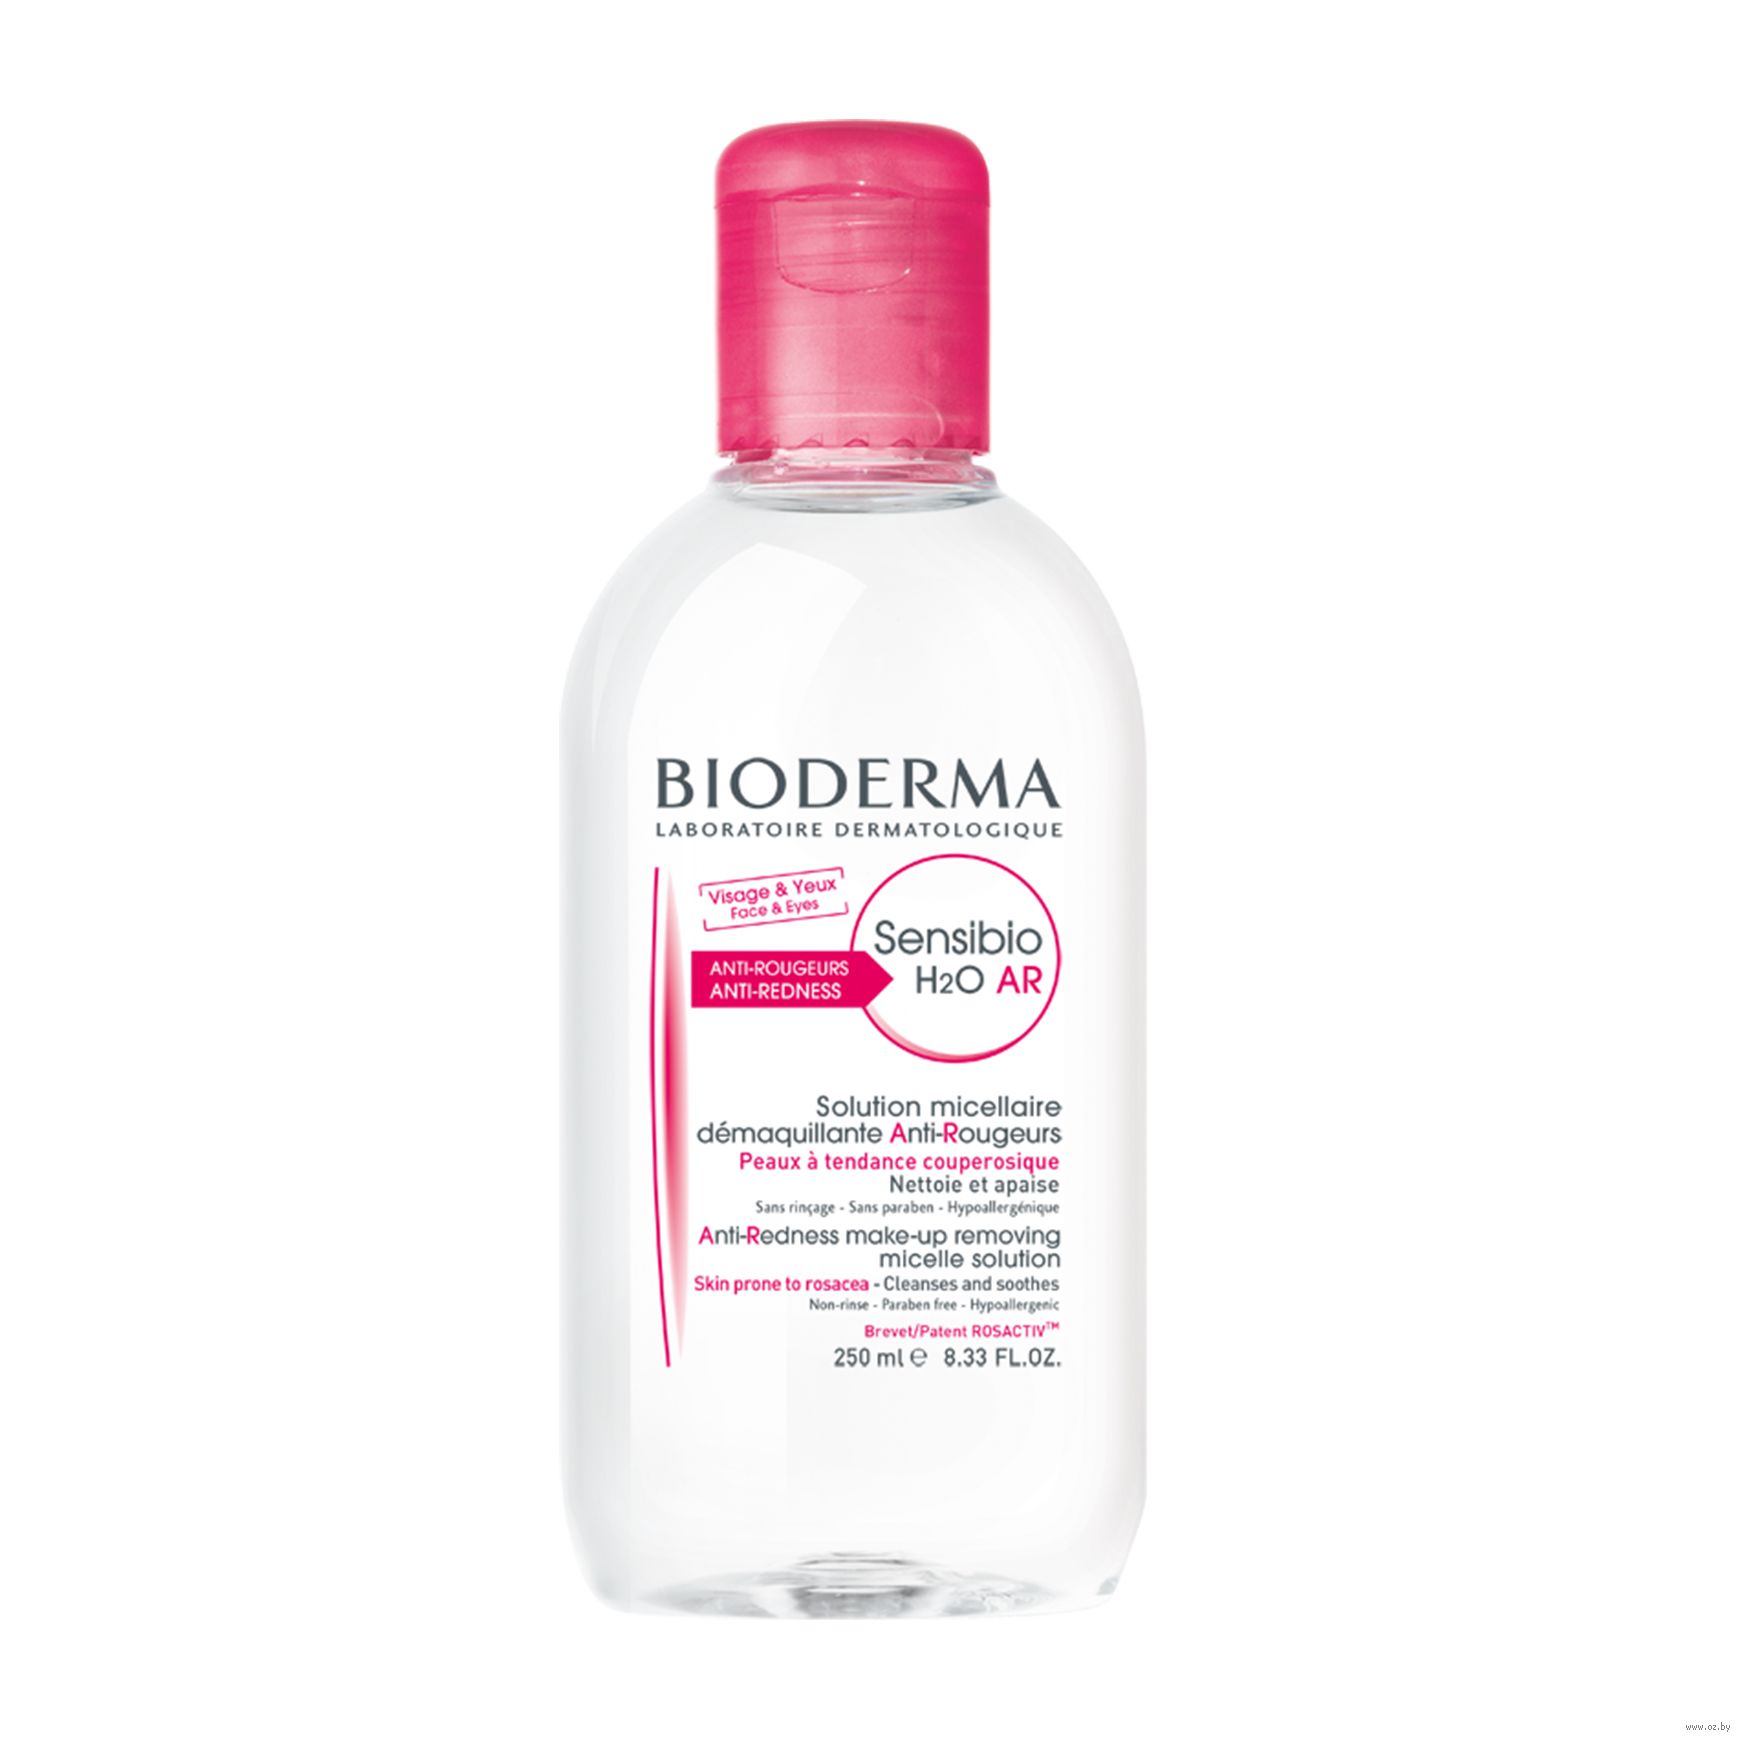 BIODERMA
LABORATOIRE DERMATOLOGIQUE
Visage & Yeux
Face & Eyes
ANTI-ROUGEURS
ANTI-REDNESS
Sensibio
H2O AR
Solution micellaire
démaquillante Anti-Rougeurs
Peaux à tendance couperosique
Nettoie et apaise
Sans rinçage - Sans paraben - Hypoallergénique
Anti-Redness make-up removing
micelle solution
Skin prone to rosacea - Cleanses and soothes
Non-rinse - Paraben free - Hypoallergenic
Brevet/Patent ROSACTIV™
250 ml ℮ 8.33 FL.OZ.
www.oz.by